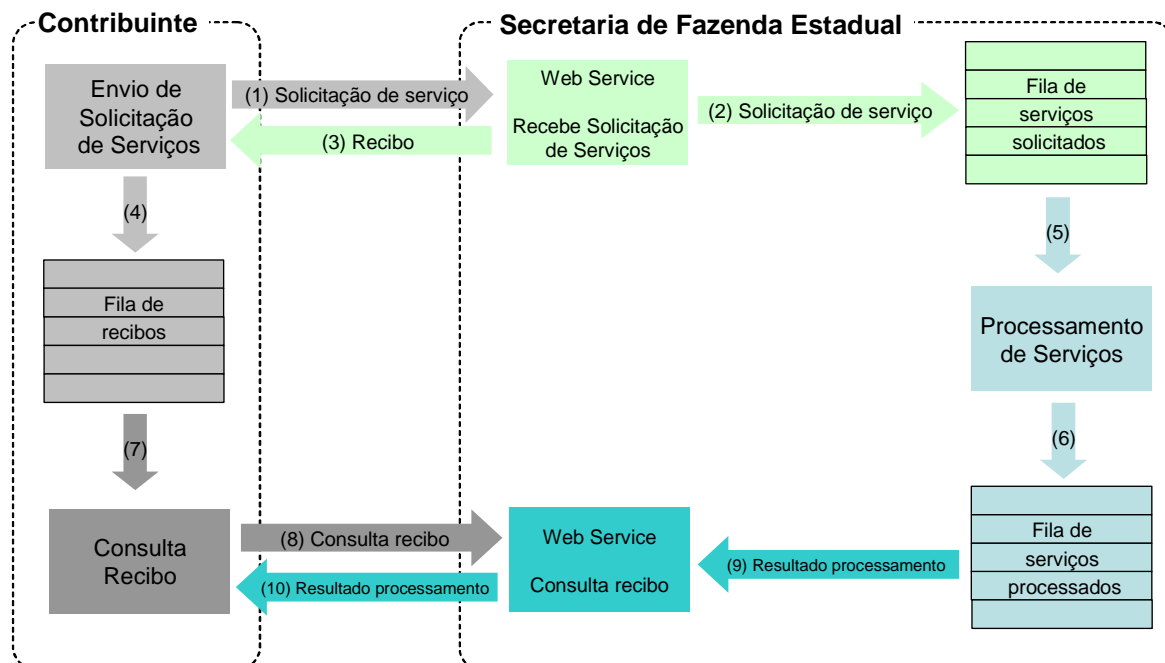 Contribuinte
Secretaria de Fazenda Estadual
Envio de
Solicitação
de Serviços
(1) Solicitação de serviço
(3) Recibo
Web Service
Recebe Solicitação
de Serviços
(2) Solicitação de serviço
Fila de
serviços
solicitados
(4)
(5)
Fila de
recibos
Processamento
de Serviços
(7)
(6)
Consulta
Recibo
(8) Consulta recibo
(10) Resultado processamento
Web Service
Consulta recibo
(9) Resultado processamento
Fila de
serviços
processados